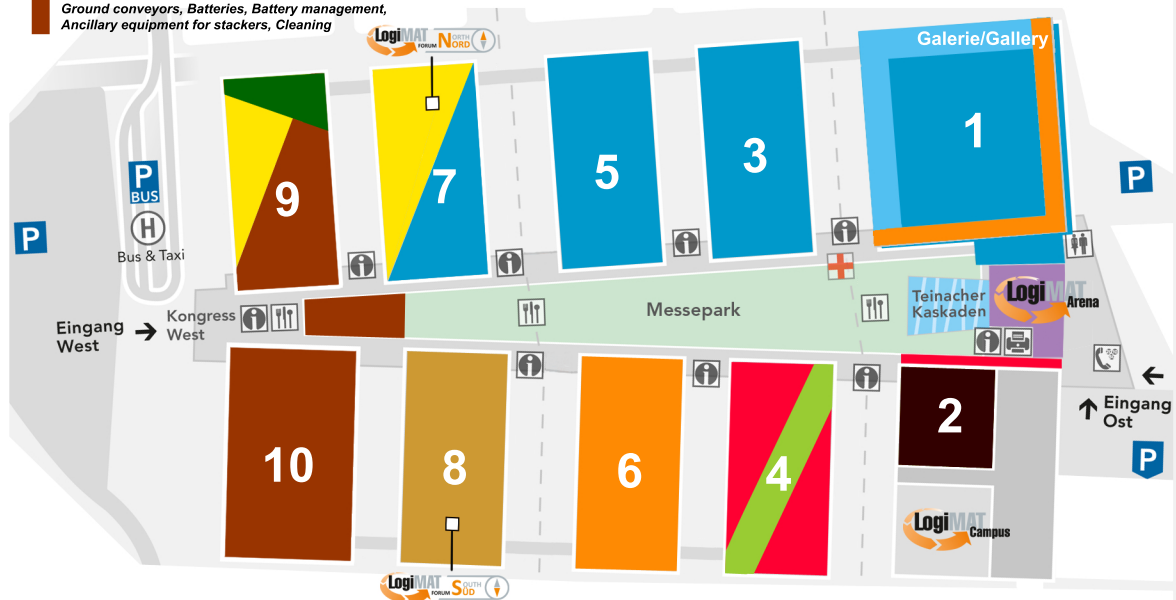 Ground conveyors, Batteries, Battery management,
Ancillary equipment for stackers, Cleaning
LogiMAT
FORUM NORTH NORD
Galerie/Gallery
1
3
5
7
9
P
BUS
H
Bus & Taxi
P
P
Messepark
Teinacher
Kaskaden
LogiMAT
Arena
Kongress
West
Eingang
West
Eingang
Ost
P
2
4
6
8
10
LogiMAT
Campus
LogiMAT
FORUM SOUTH SÜD